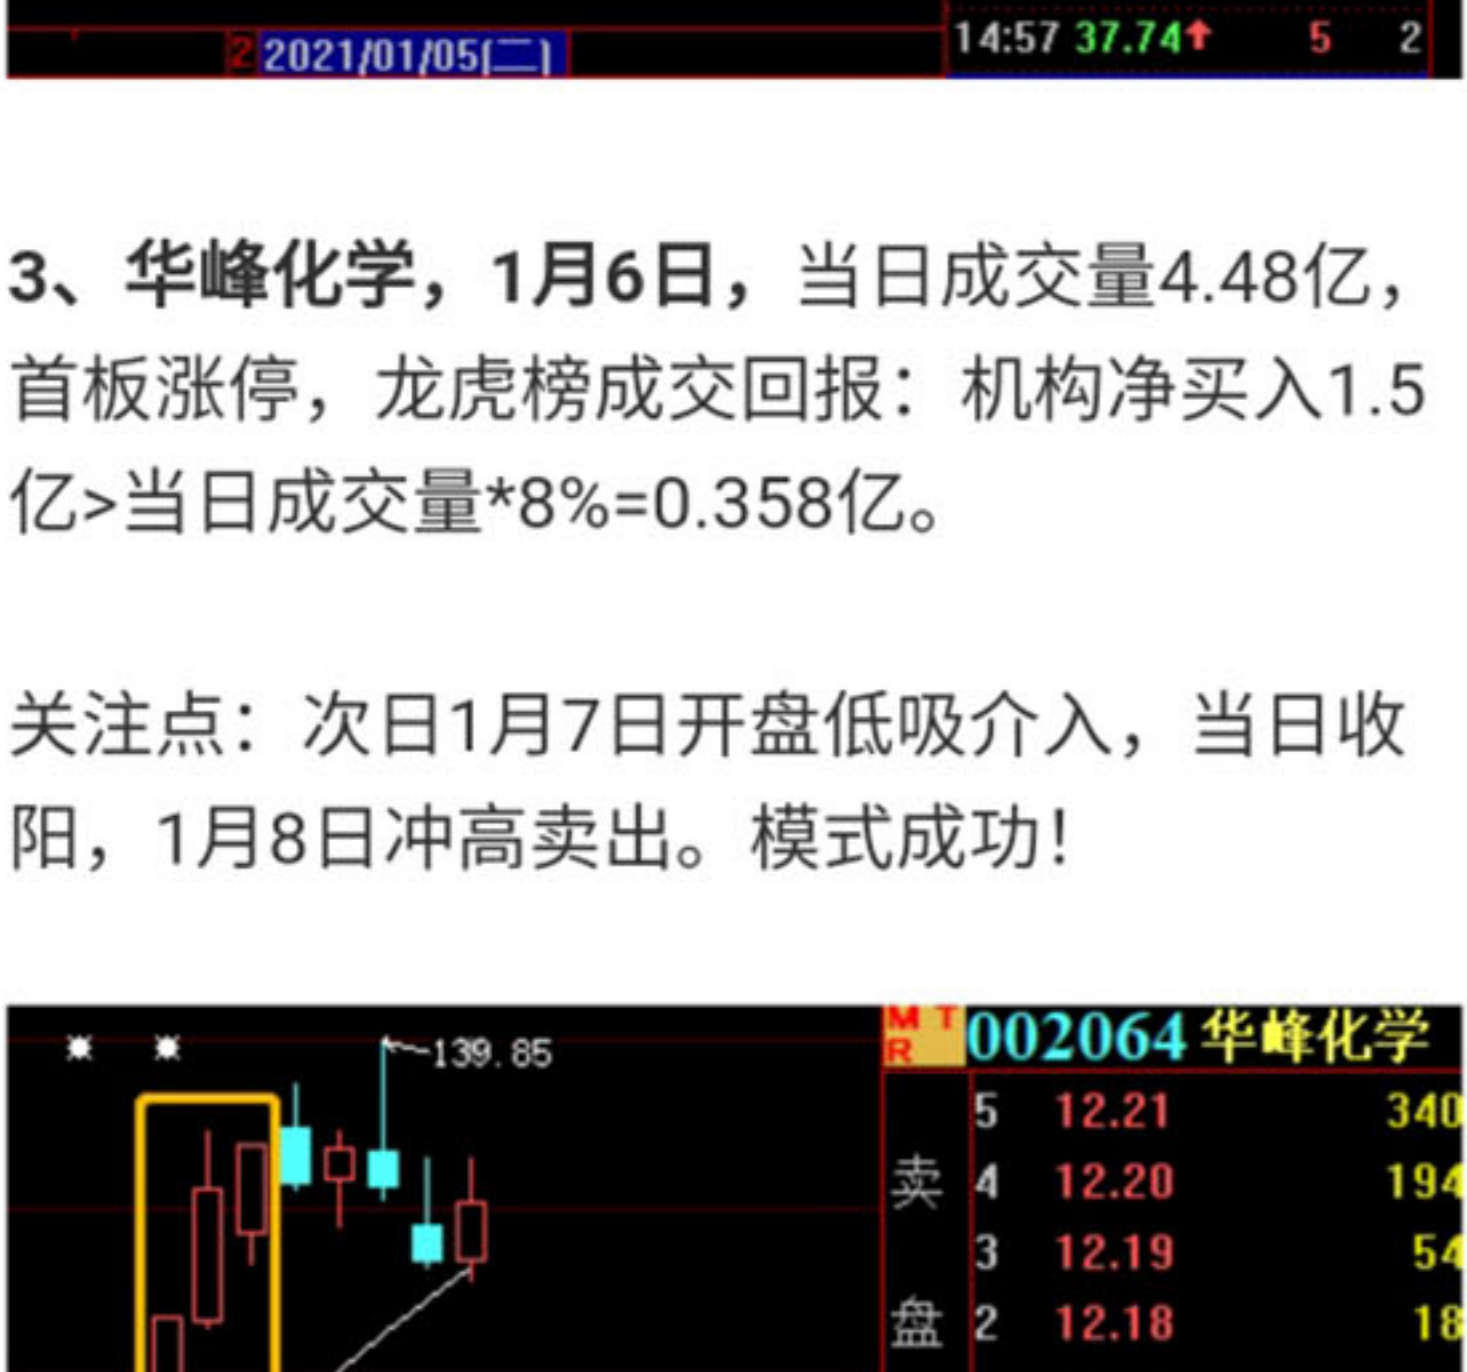 2 2021/01/05(二) 14:57 37.74↑ 5 2
3、华峰化学，1月6日，当日成交量4.48亿，
首板涨停，龙虎榜成交回报：机构净买入1.5
亿>当日成交量*8%=0.358亿。
关注点：次日1月7日开盘低吸介入，当日收
阳，1月8日冲高卖出。模式成功！
139.85
M T
R
002064 华峰化学
卖
盘
5 12.21 340
4 12.20 194
3 12.19 54
2 12.18 18